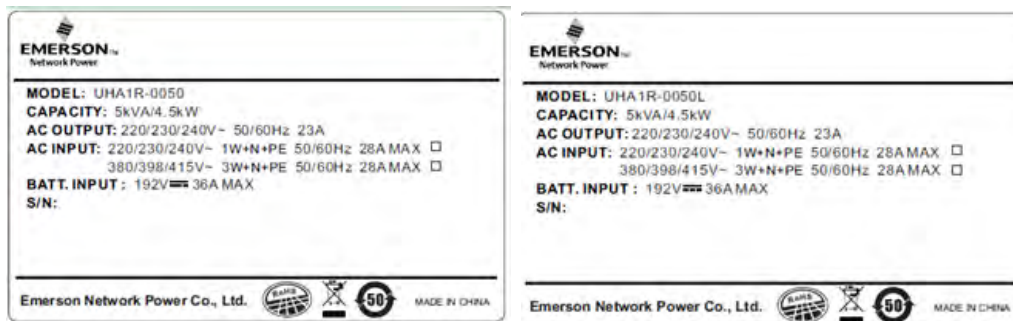 EMERSON™
Network Power
MODEL: UHA1R-0050
CAPACITY: 5kVA/4.5kW
AC OUTPUT: 220/230/240V~ 50/60Hz 23A
AC INPUT: 220/230/240V~ 1W+N+PE 50/60Hz 28A MAX □
380/398/415V~ 3W+N+PE 50/60Hz 28A MAX □
BATT. INPUT: 192V⎓ 36A MAX
S/N:
Emerson Network Power Co., Ltd. RoHS 50 MADE IN CHINA
EMERSON™
Network Power
MODEL: UHA1R-0050L
CAPACITY: 5kVA/4.5kW
AC OUTPUT: 220/230/240V~ 50/60Hz 23A
AC INPUT: 220/230/240V~ 1W+N+PE 50/60Hz 28A MAX □
380/398/415V~ 3W+N+PE 50/60Hz 28A MAX □
BATT. INPUT : 192V⎓ 36A MAX
S/N:
Emerson Network Power Co., Ltd. RoHS 50 MADE IN CHINA